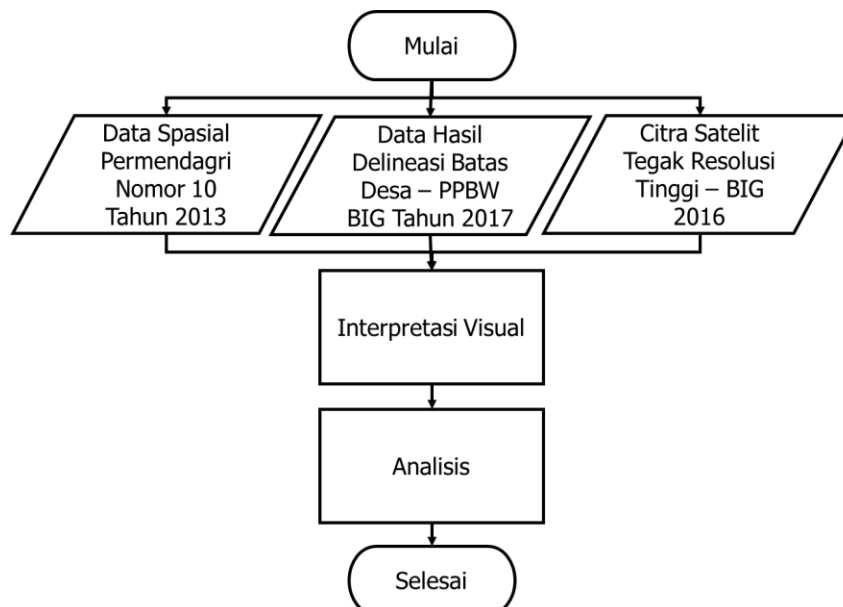 Mulai
Data Spasial
Permendagri
Nomor 10
Tahun 2013
Data Hasil
Delineasi Batas
Desa – PPBW
BIG Tahun 2017
Citra Satelit
Tegak Resolusi
Tinggi – BIG
2016
Interpretasi Visual
Analisis
Selesai